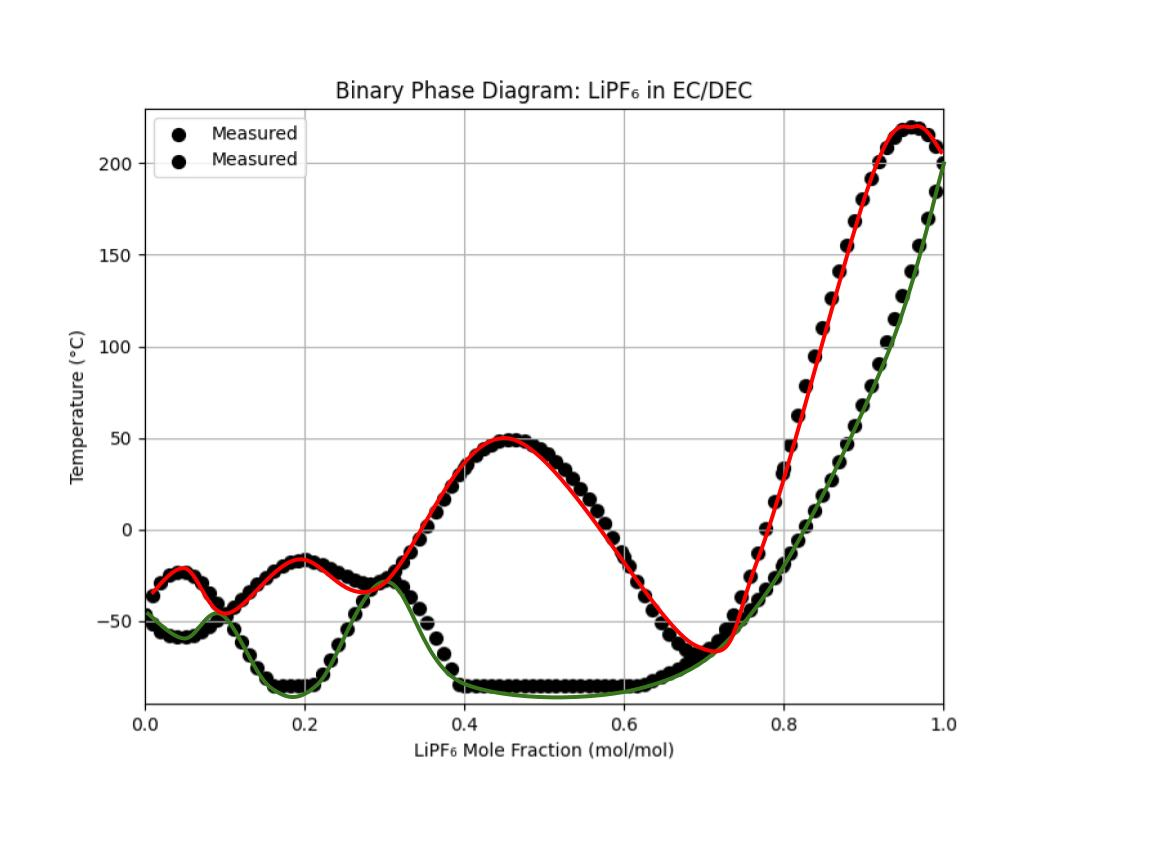 Binary Phase Diagram: LiPF₆ in EC/DEC
Measured
Measured
200
150
100
50
0
−50
Temperature (°C)
0.0 0.2 0.4 0.6 0.8 1.0
LiPF₆ Mole Fraction (mol/mol)